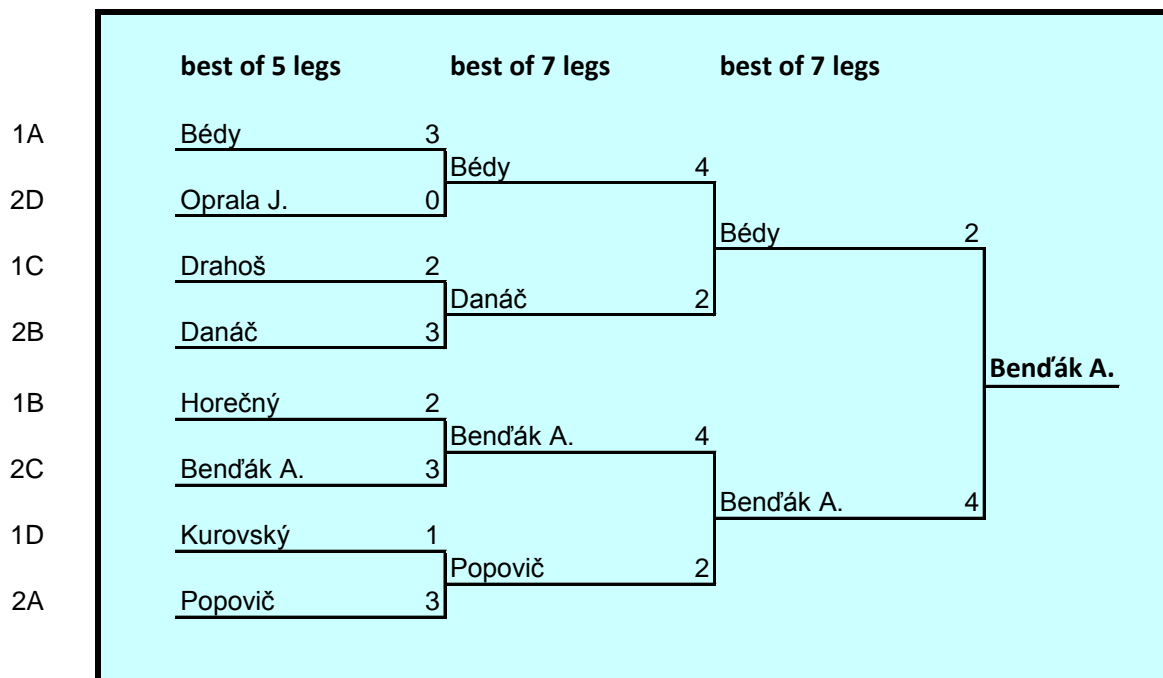 best of 5 legs best of 7 legs best of 7 legs
1A Bédy 3
Bédy 4
2D Oprala J. 0
Bédy 2
1C Drahoš 2
Danáč 2
2B Danáč 3
Benďák A.
1B Horečný 2
Benďák A. 4
2C Benďák A. 3
Benďák A. 4
1D Kurovský 1
Popovič 2
2A Popovič 3